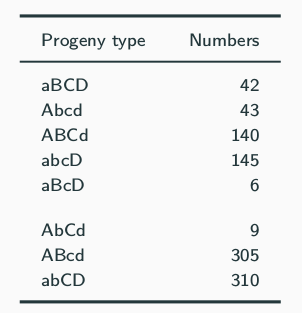 Progeny type Numbers
aBCD 42
Abcd 43
ABCd 140
abcD 145
aBcD 6
AbCd 9
ABcd 305
abCD 310